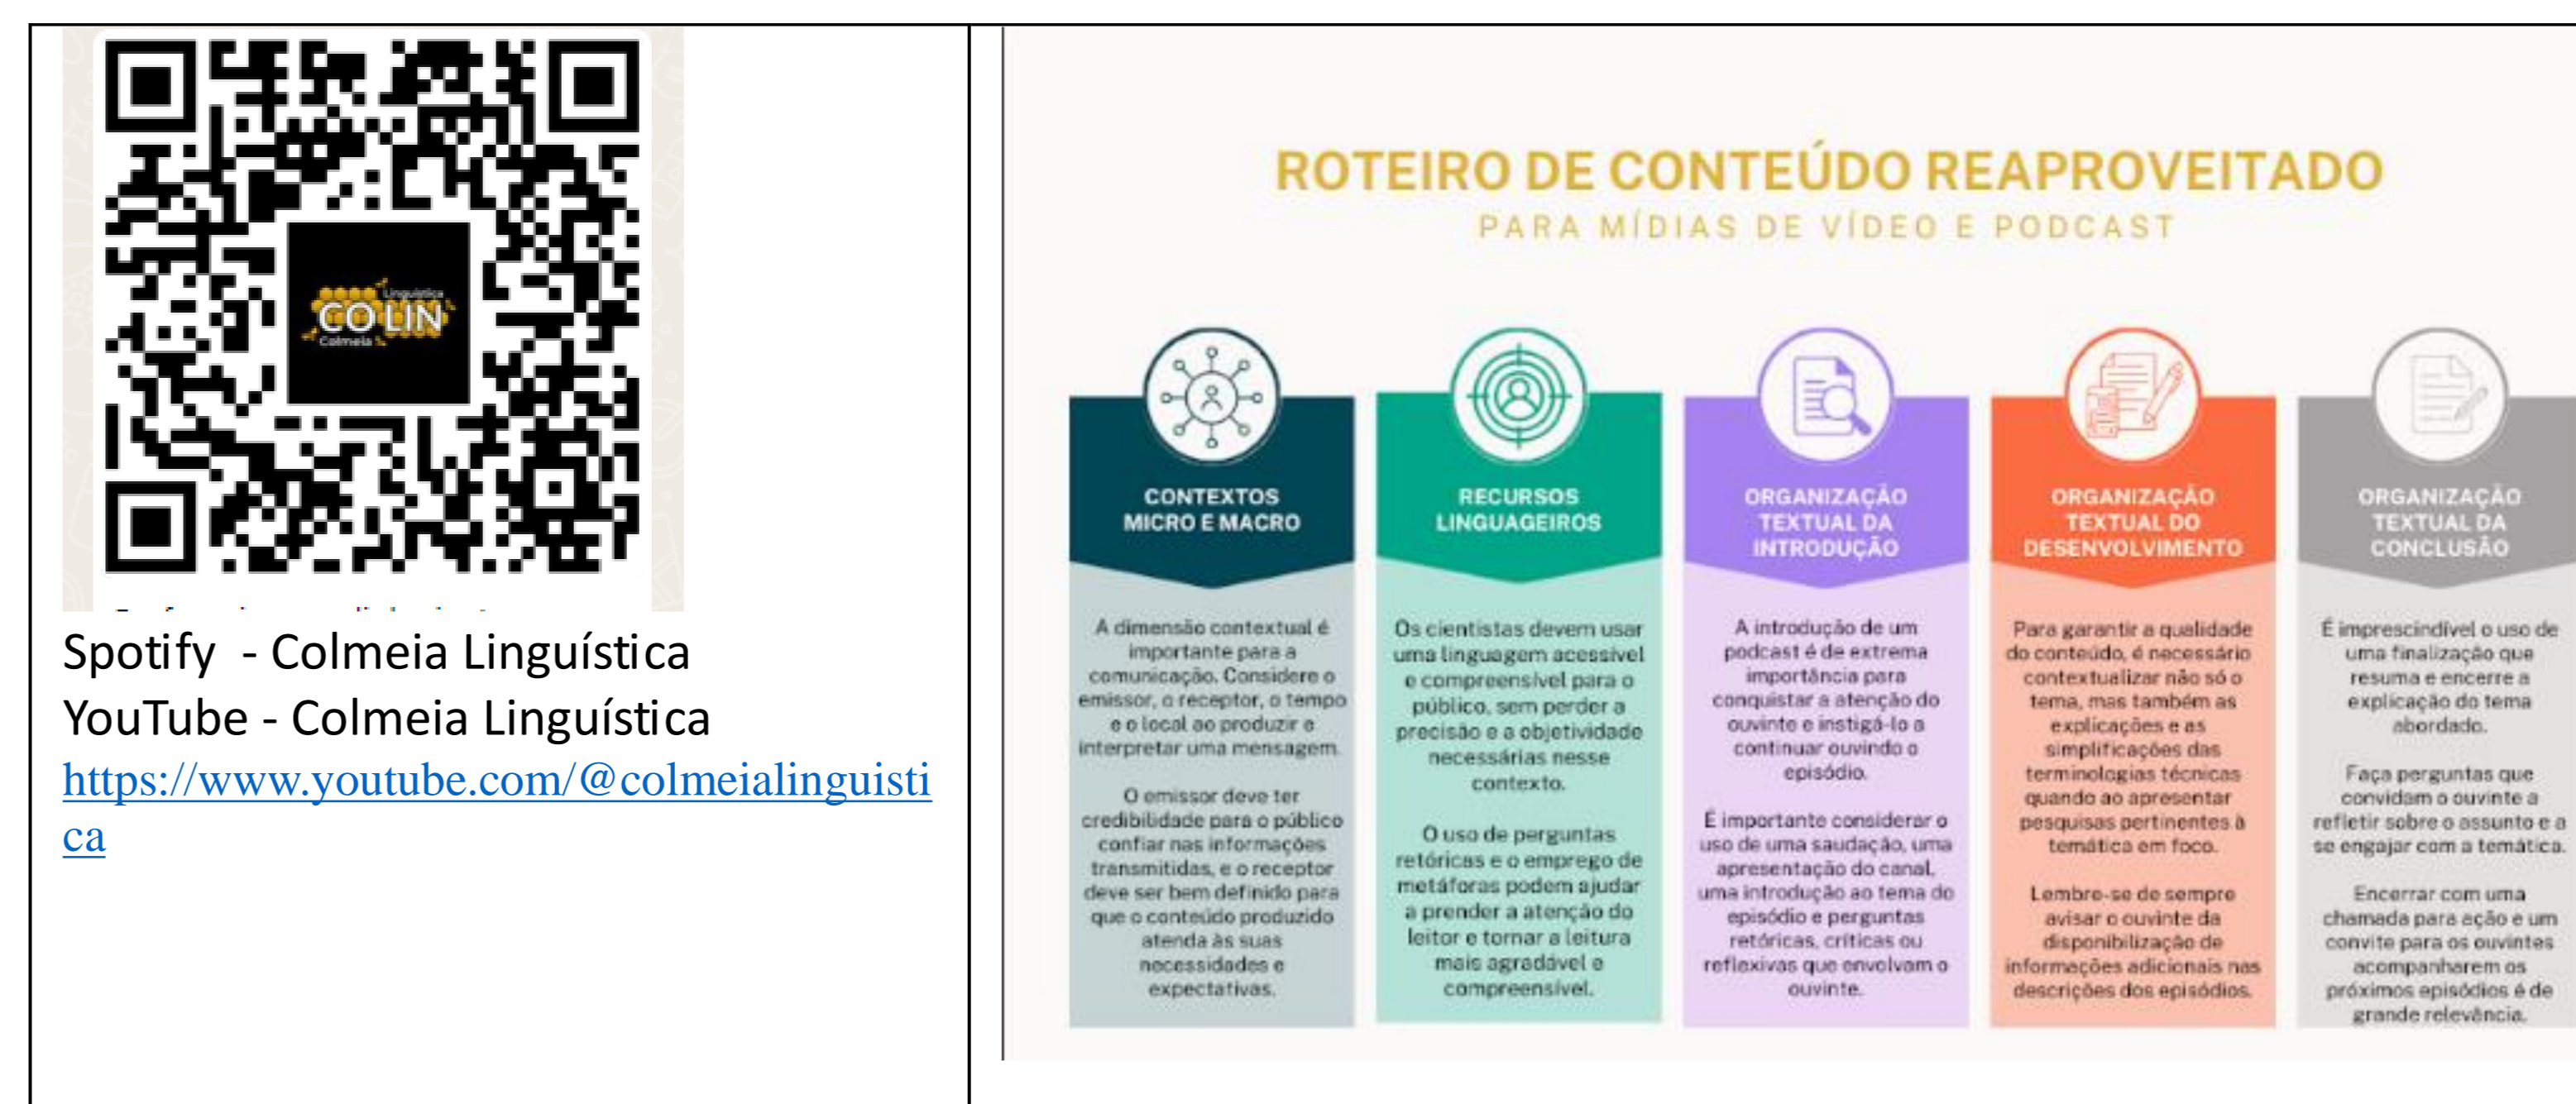 Linguística
COLIN
Colmeia
Spotify - Colmeia Linguística
YouTube - Colmeia Linguística
https://www.youtube.com/@colmeialinguisti
ca
ROTEIRO DE CONTEÚDO REAPROVEITADO
PARA MÍDIAS DE VÍDEO E PODCAST
CONTEXTOS
MICRO E MACRO
A dimensão contextual é
importante para a
comunicação. Considere o
emissor, o receptor, o tempo
e o local ao produzir e
interpretar uma mensagem.
O emissor deve ter
credibilidade para o público
confiar nas informações
transmitidas, e o receptor
deve ser bem definido para
que o conteúdo produzido
atenda às suas
necessidades e
expectativas.
RECURSOS
LINGUAGEIROS
Os cientistas devem usar
uma linguagem acessível
e compreensível para o
público, sem perder a
precisão e a objetividade
necessárias nesse
contexto.
O uso de perguntas
retóricas e o emprego de
metáforas podem ajudar
a prender a atenção do
leitor e tornar a leitura
mais agradável e
compreensível.
ORGANIZAÇÃO
TEXTUAL DA
INTRODUÇÃO
A introdução de um
podcast é de extrema
importância para
conquistar a atenção do
ouvinte e instigá-lo a
continuar ouvindo o
episódio.
É importante considerar o
uso de uma saudação, uma
apresentação do canal,
uma introdução ao tema do
episódio e perguntas
retóricas, críticas ou
reflexivas que envolvam o
ouvinte.
ORGANIZAÇÃO
TEXTUAL DO
DESENVOLVIMENTO
Para garantir a qualidade
do conteúdo, é necessário
contextualizar não só o
tema, mas também as
explicações e as
simplificações das
terminologias técnicas
quando ao apresentar
pesquisas pertinentes à
temática em foco.
Lembre-se de sempre
avisar o ouvinte da
disponibilização de
informações adicionais nas
descrições dos episódios.
ORGANIZAÇÃO
TEXTUAL DA
CONCLUSÃO
É imprescindível o uso de
uma finalização que
resuma e encerre a
explicação do tema
abordado.
Faça perguntas que
convidam o ouvinte a
refletir sobre o assunto e a
se engajar com a temática.
Encerrar com uma
chamada para ação e um
convite para os ouvintes
acompanharem os
próximos episódios é de
grande relevância.